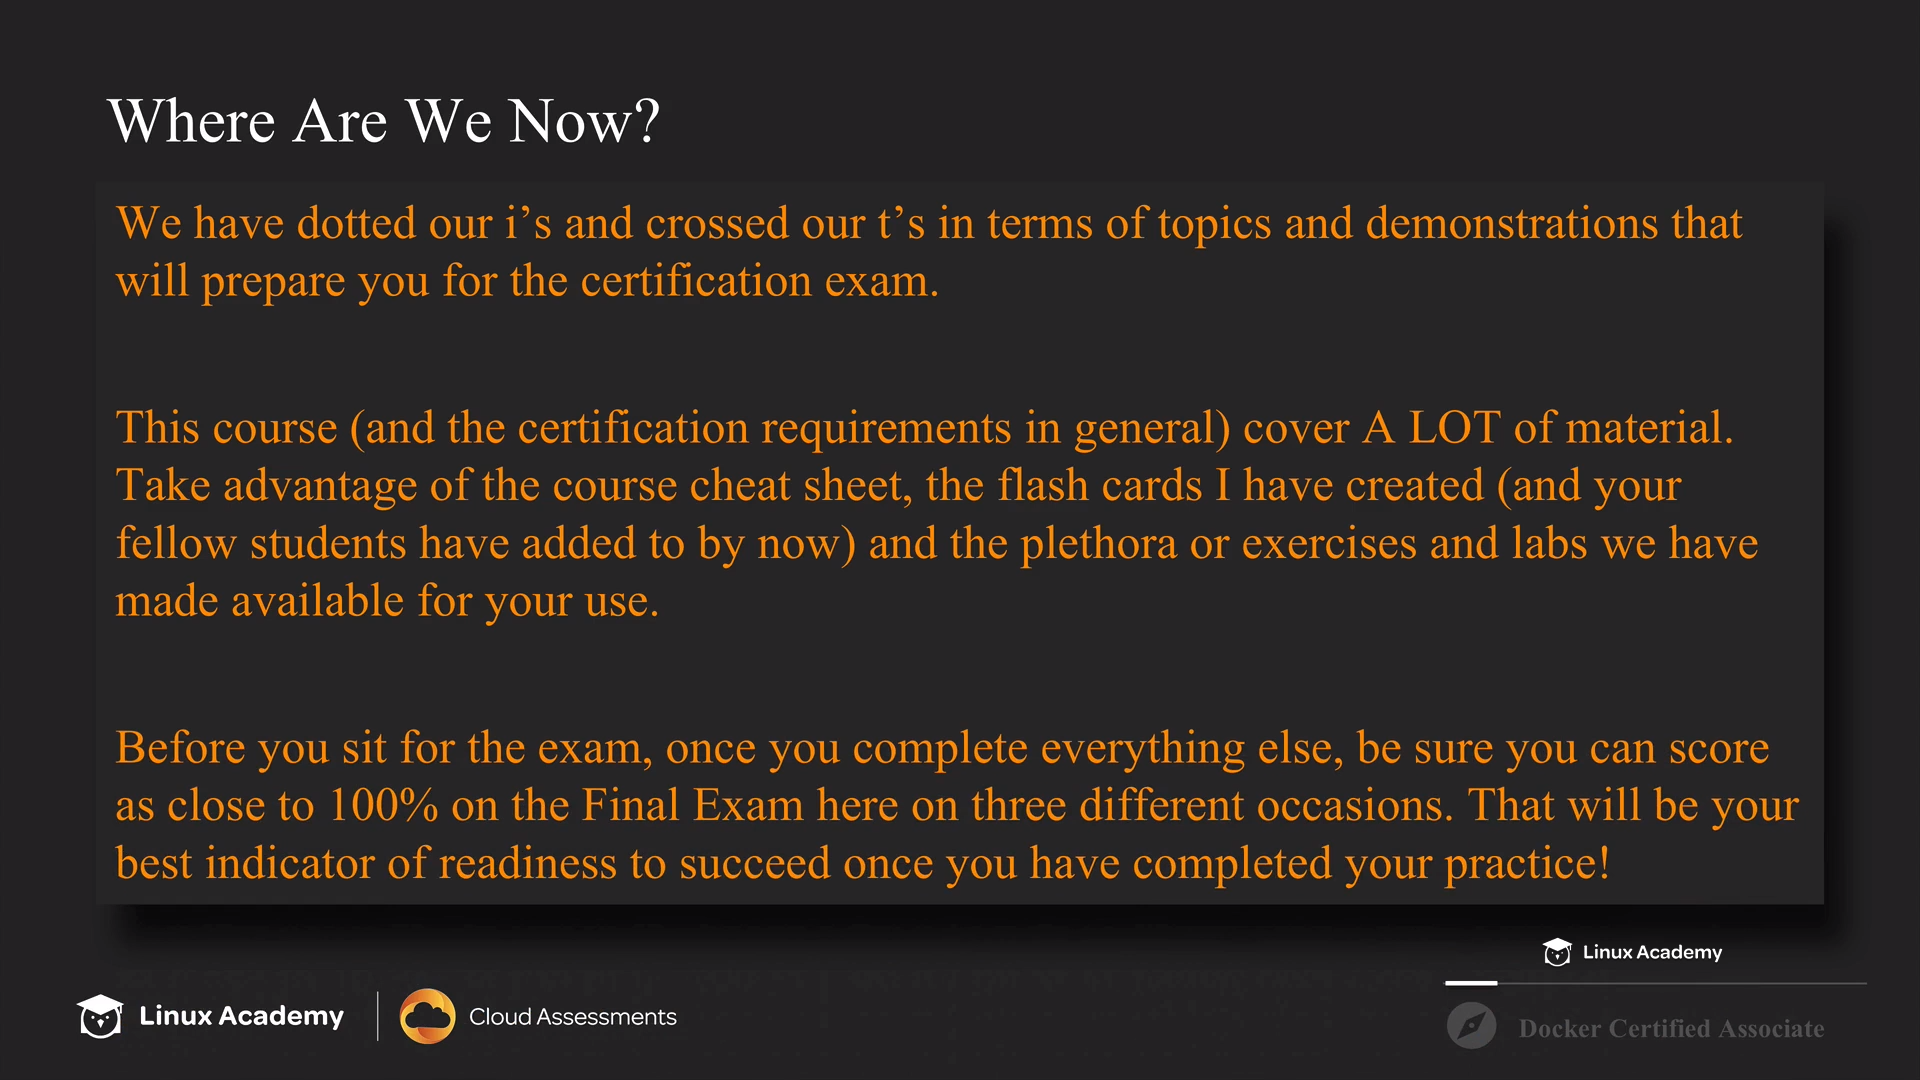 Where Are We Now?
We have dotted our i’s and crossed our t’s in terms of topics and demonstrations that
will prepare you for the certification exam.
This course (and the certification requirements in general) cover A LOT of material.
Take advantage of the course cheat sheet, the flash cards I have created (and your
fellow students have added to by now) and the plethora or exercises and labs we have
made available for your use.
Before you sit for the exam, once you complete everything else, be sure you can score
as close to 100% on the Final Exam here on three different occasions. That will be your
best indicator of readiness to succeed once you have completed your practice!
Linux Academy
Linux Academy
Cloud Assessments
Docker Certified Associate